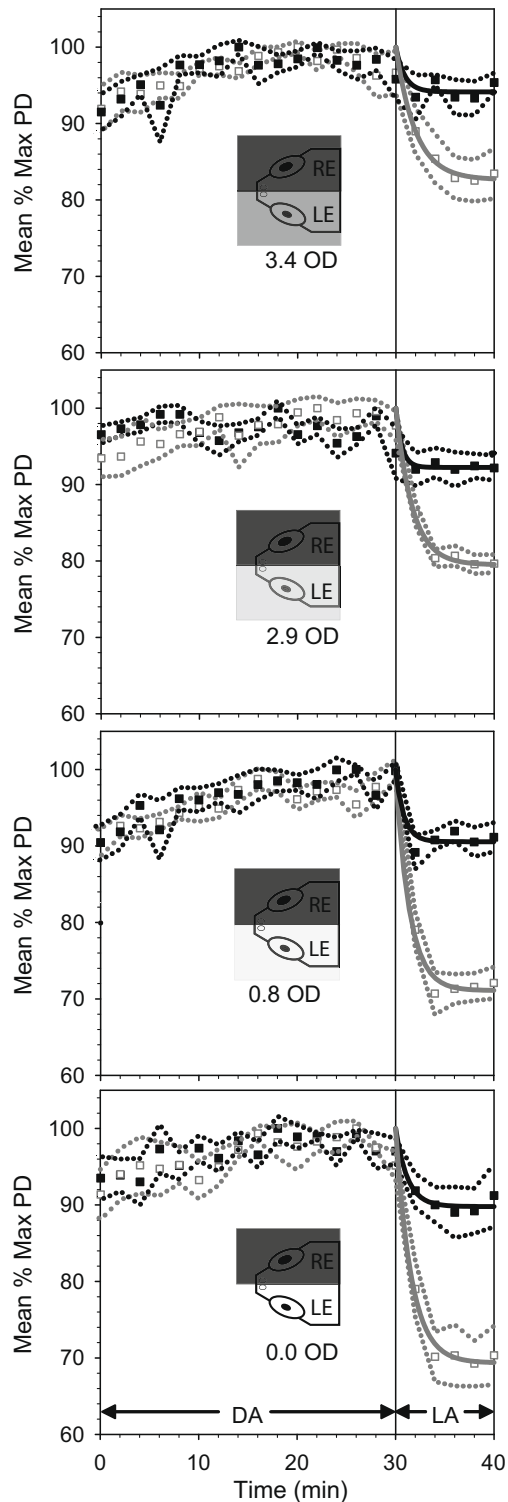 100
90
80
70
60
Mean % Max PD
RE
LE
3.4 OD
100
90
80
70
60
Mean % Max PD
RE
LE
2.9 OD
100
90
80
70
60
Mean % Max PD
RE
LE
0.8 OD
100
90
80
70
60
Mean % Max PD
RE
LE
0.0 OD
DA
LA
0 10 20 30 40
Time (min)